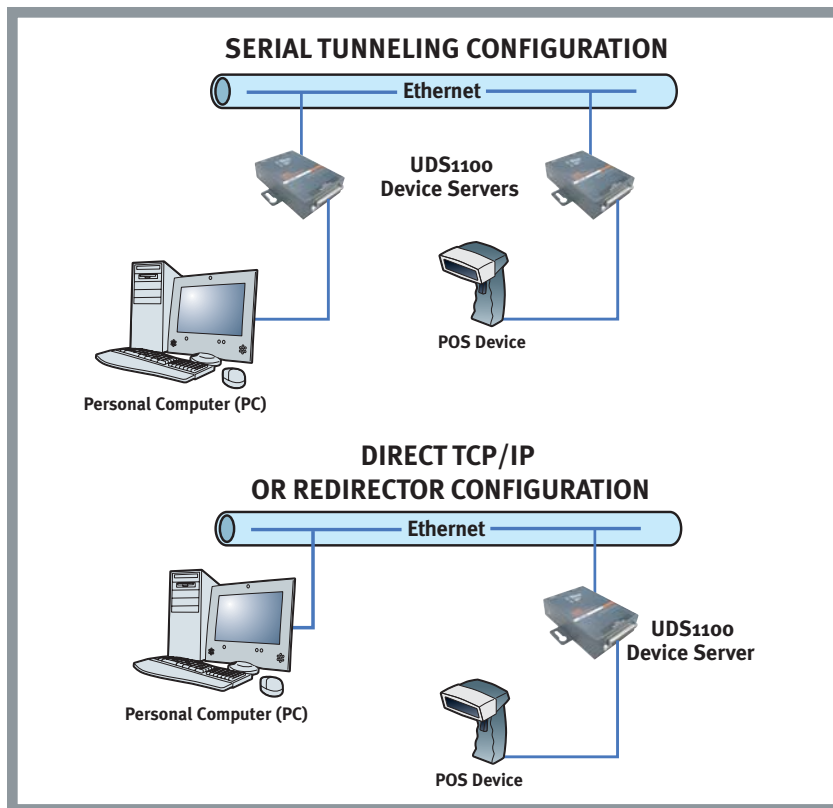 SERIAL TUNNELING CONFIGURATION
Ethernet
UDS1100
Device Servers
POS Device
Personal Computer (PC)
DIRECT TCP/IP
OR REDIRECTOR CONFIGURATION
Ethernet
UDS1100
Device Server
Personal Computer (PC)
POS Device